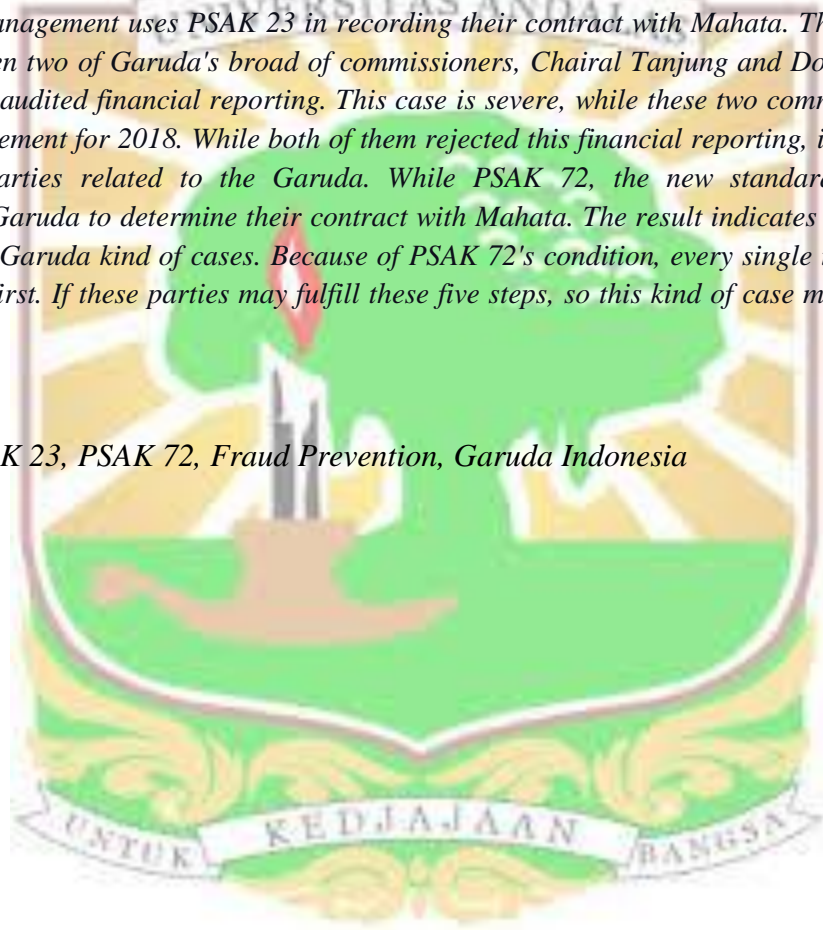 UNIVERSITAS ANDALAS
nagement uses PSAK 23 in recording their contract with Mahata. Th
en two of Garuda's broad of commissioners, Chairal Tanjung and Do
audited financial reporting. This case is severe, while these two comm
ement for 2018. While both of them rejected this financial reporting, i
arties related to the Garuda. While PSAK 72, the new standar
Garuda to determine their contract with Mahata. The result indicates
Garuda kind of cases. Because of PSAK 72's condition, every single
irst. If these parties may fulfill these five steps, so this kind of case m
K 23, PSAK 72, Fraud Prevention, Garuda Indonesia
UNTUK KEDJAJAAN BANGSA